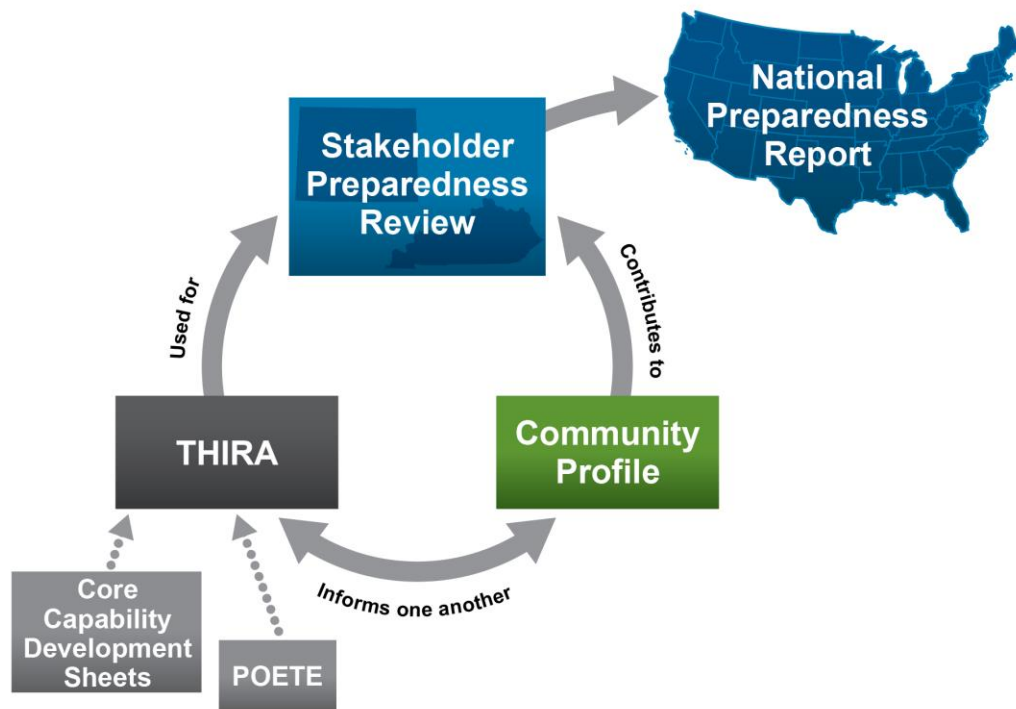 National
Preparedness
Report
Stakeholder
Preparedness
Review
Used for
Contributes to
THIRA
Community
Profile
Informs one another
Core
Capability
Development
Sheets
POETE